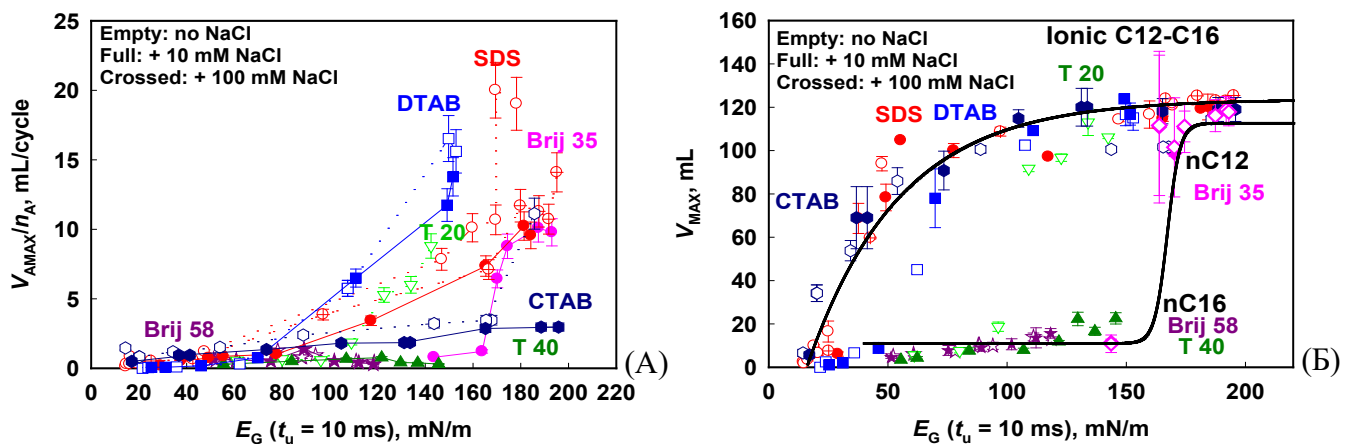 Empty: no NaCl
Full: + 10 mM NaCl
Crossed: + 100 mM NaCl
SDS
DTAB
Brij 35
T 20
CTAB
Brij 58
T 40
25
20
15
10
5
0
0 20 40 60 80 100 120 140 160 180 200
V_AMAX/n_A, mL/cycle
E_G (t_u = 10 ms), mN/m
(А)
Empty: no NaCl
Full: + 10 mM NaCl
Crossed: + 100 mM NaCl
Ionic C12-C16
T 20
SDS
DTAB
CTAB
nC12
Brij 35
nC16
Brij 58
T 40
160
140
120
100
80
60
40
20
0
0 50 100 150 200
V_MAX, mL
E_G (t_u = 10 ms), mN/m
(Б)